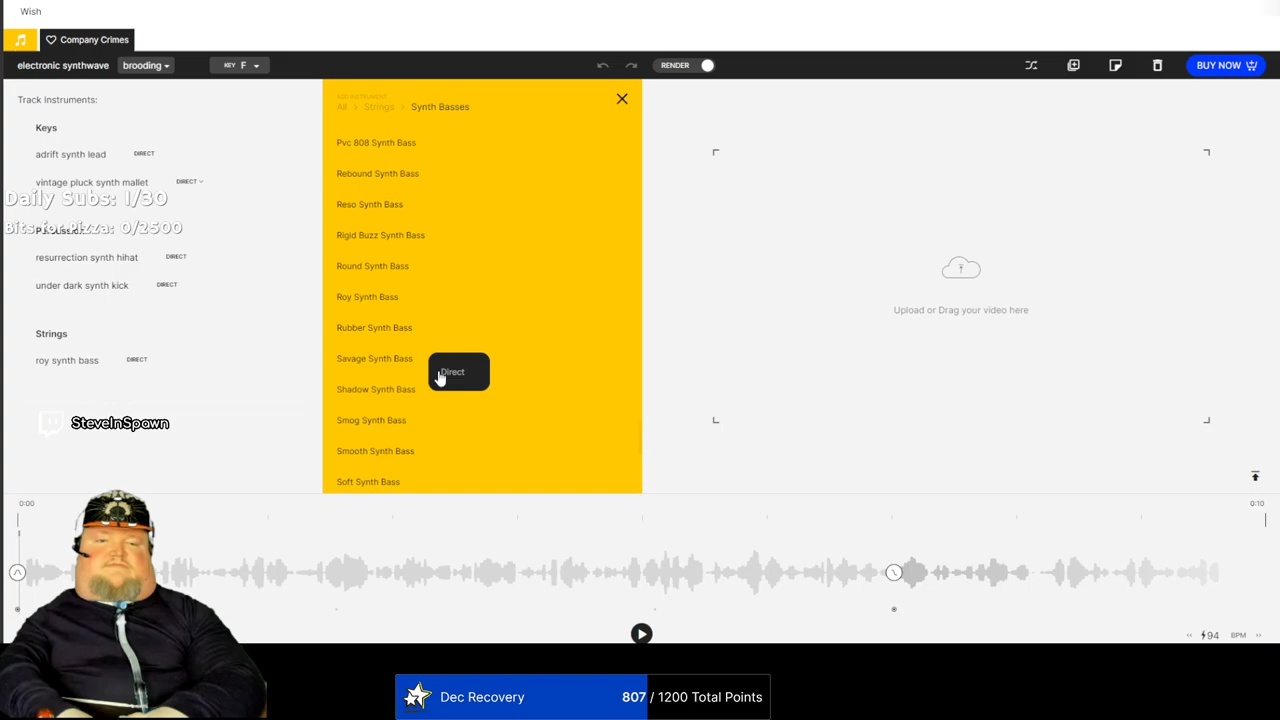 Wish
Company Crimes
electronic synthwave brooding KEY F RENDER BUY NOW
Track Instruments:
Keys
adrift synth lead DIRECT
vintage pluck synth mallet DIRECT
Daily Subs: 1/30
Bits for Pizza: 0/2500
resurrection synth hihat DIRECT
under dark synth kick DIRECT
Strings
roy synth bass DIRECT
SteveInSpawn
ADD INSTRUMENT
All > Strings > Synth Basses
Pvc 808 Synth Bass
Rebound Synth Bass
Reso Synth Bass
Rigid Buzz Synth Bass
Round Synth Bass
Roy Synth Bass
Rubber Synth Bass
Savage Synth Bass
Direct
Shadow Synth Bass
Smog Synth Bass
Smooth Synth Bass
Soft Synth Bass
Upload or Drag your video here
0:00 0:10
94 BPM
Dec Recovery 807 / 1200 Total Points